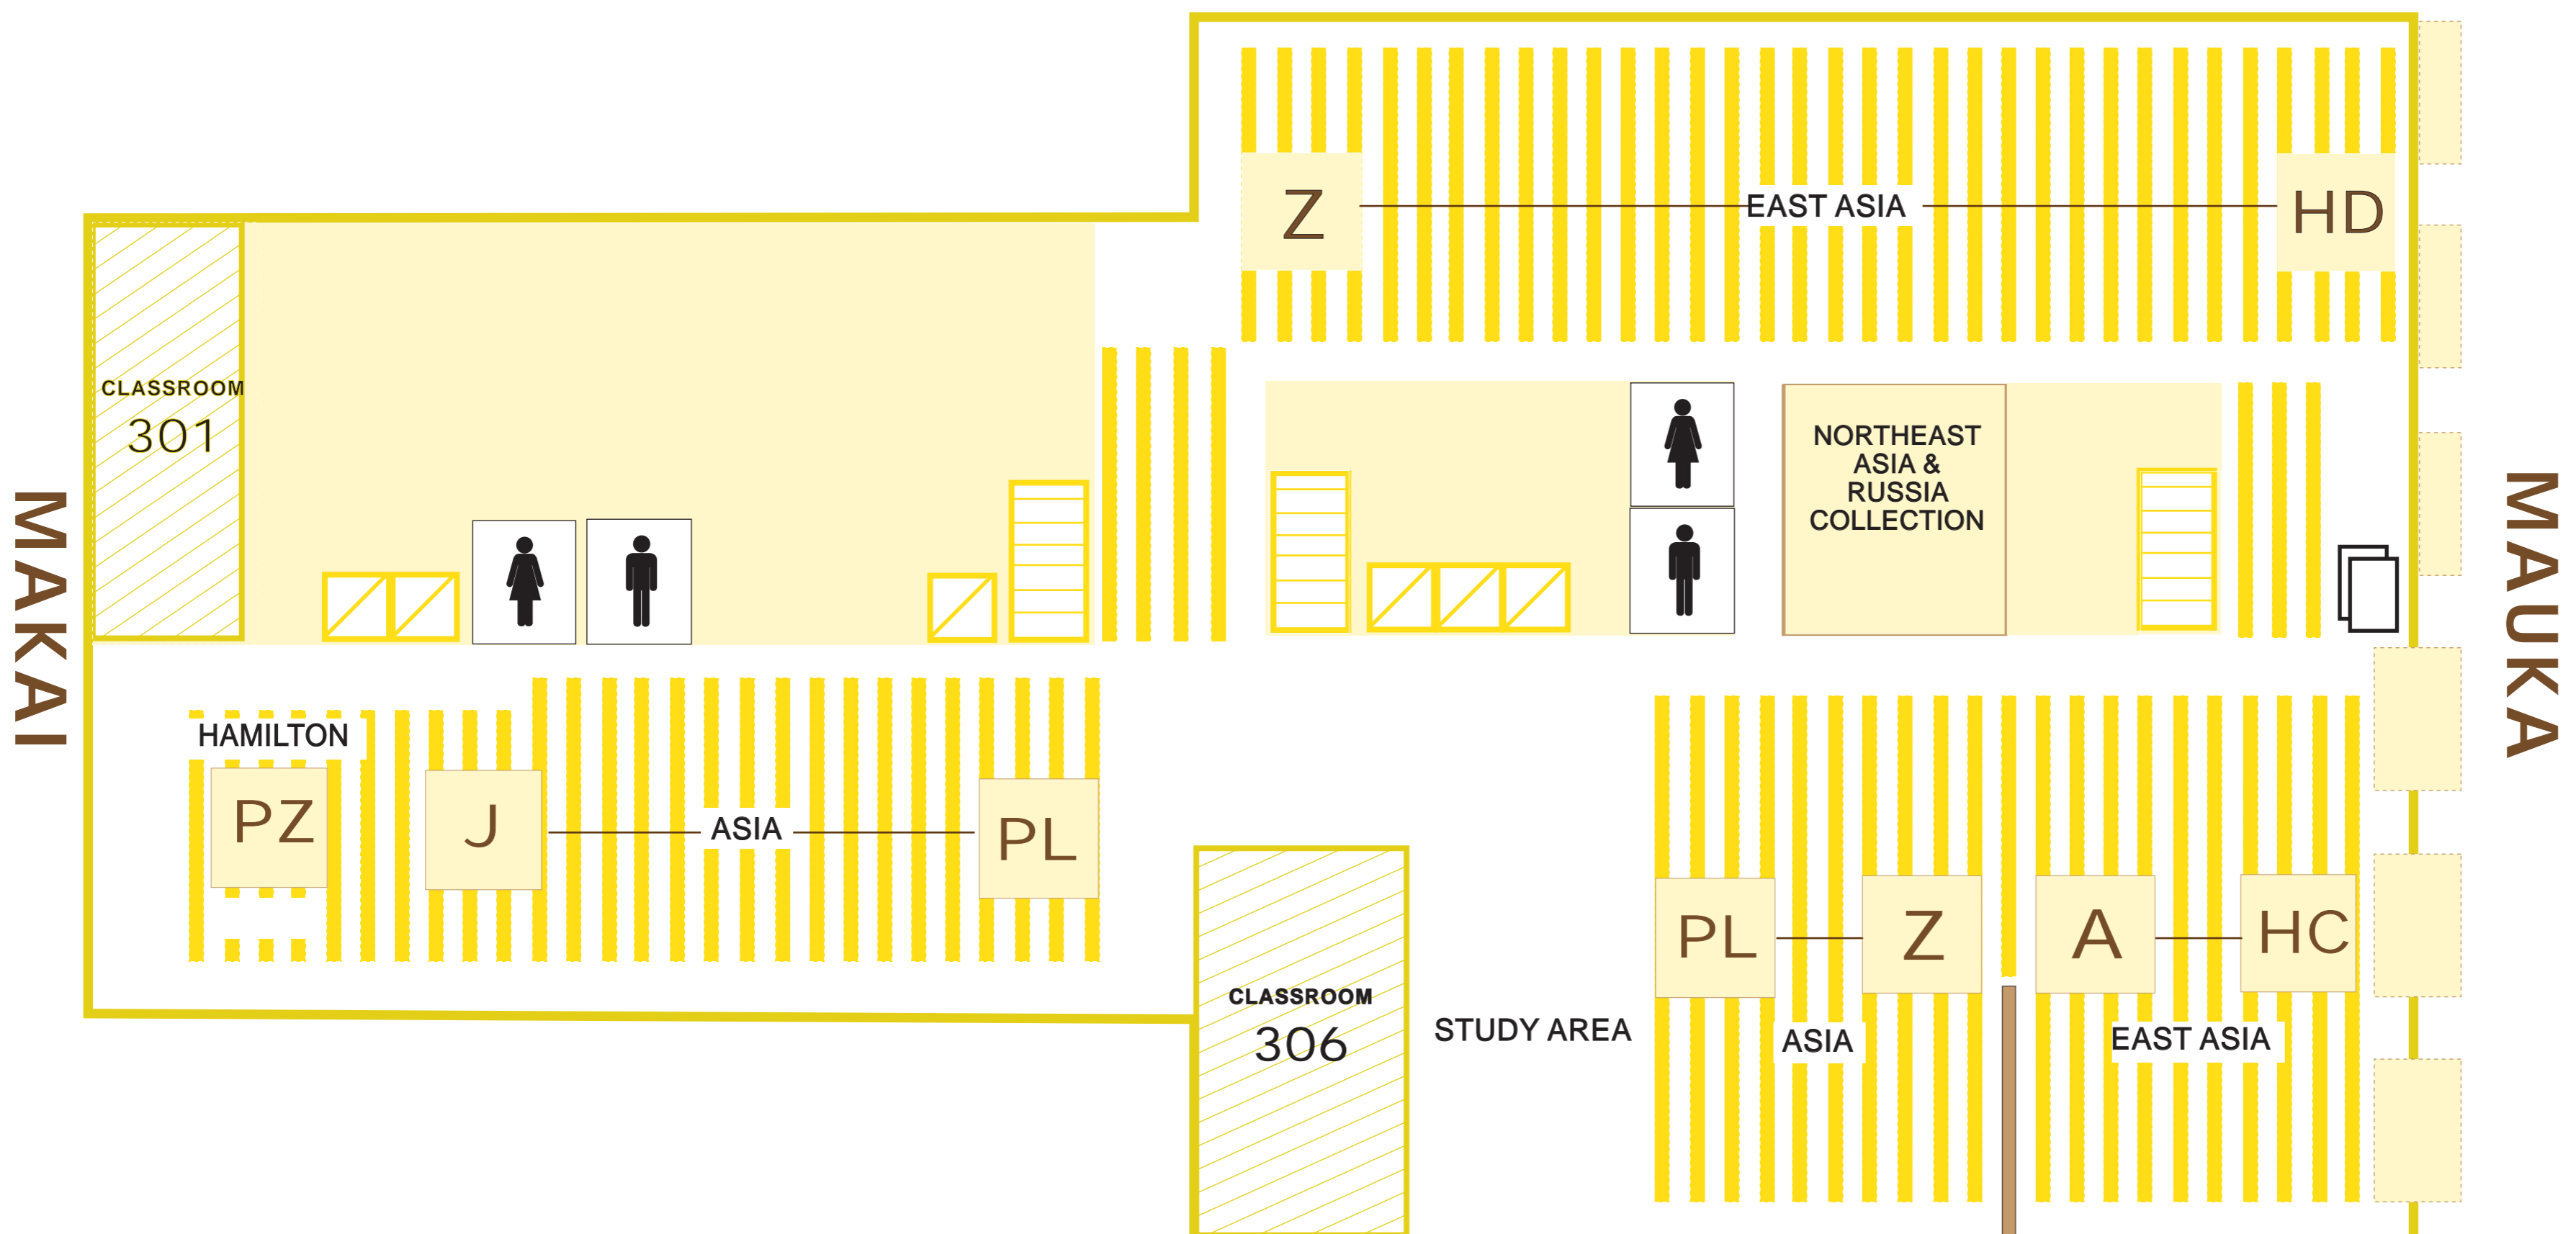 Z
EAST ASIA
HD
CLASSROOM
301
NORTHEAST
ASIA &
RUSSIA
COLLECTION
MAKAI
MAUKA
HAMILTON
PZ
J
ASIA
PL
CLASSROOM
306
STUDY AREA
PL
Z
ASIA
A
HC
EAST ASIA